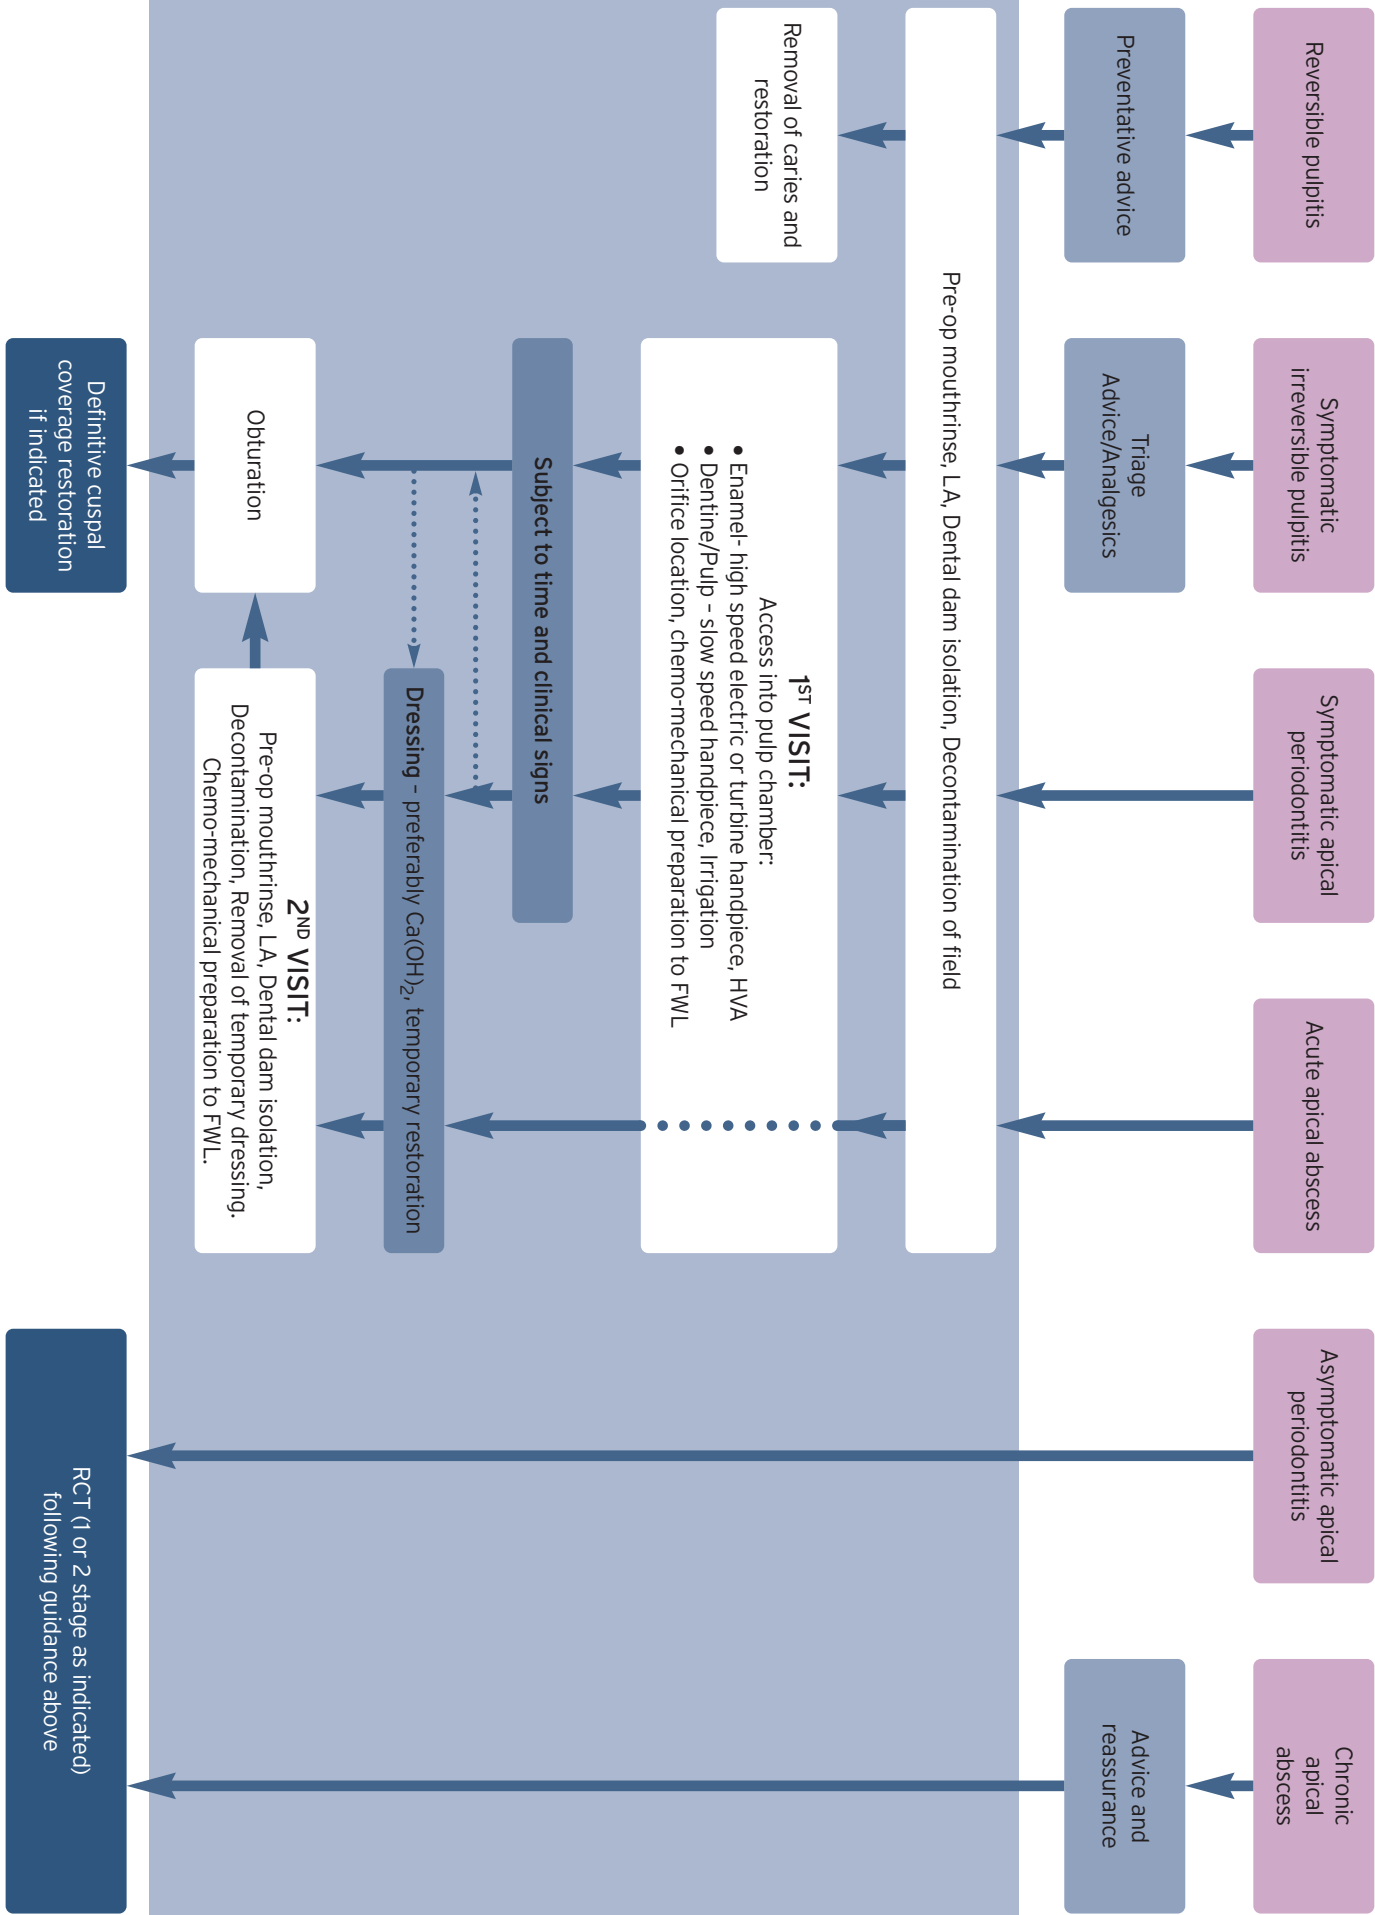 Reversible pulpitis
Symptomatic
irreversible pulpitis
Symptomatic apical
periodontitis
Acute apical abscess
Asymptomatic apical
periodontitis
Chronic
apical
abscess
Preventative advice
Triage
Advice/Analgesics
Advice and
reassurance
Pre-op mouthrinse, LA, Dental dam isolation, Decontamination of field
Removal of caries and
restoration
1ST VISIT:
Access into pulp chamber:
• Enamel- high speed electric or turbine handpiece, HVA
• Dentine/Pulp – slow speed handpiece, Irrigation
• Orifice location, chemo-mechanical preparation to FWL
Subject to time and clinical signs
Dressing – preferably Ca(OH)2, temporary restoration
Obturation
2ND VISIT:
Pre-op mouthrinse, LA, Dental dam isolation,
Decontamination, Removal of temporary dressing.
Chemo-mechanical preparation to FWL.
Definitive cuspal
coverage restoration
if indicated
RCT (1 or 2 stage as indicated)
following guidance above